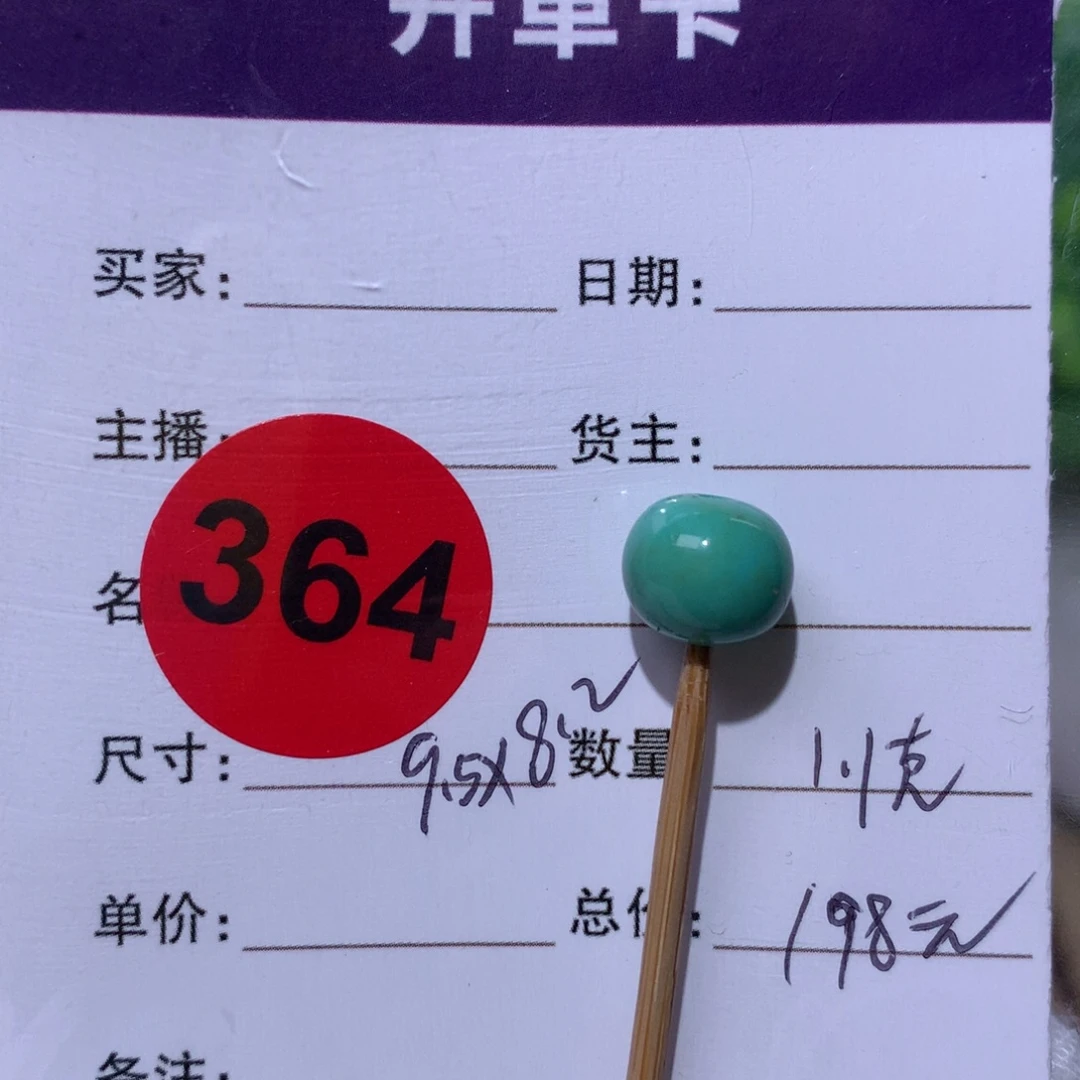 开单卡
买家: 日期:
主播: 货主:
364
名
尺寸: 9.5x8.2 数量 1.1克
单价: 总价: 198元
备注: